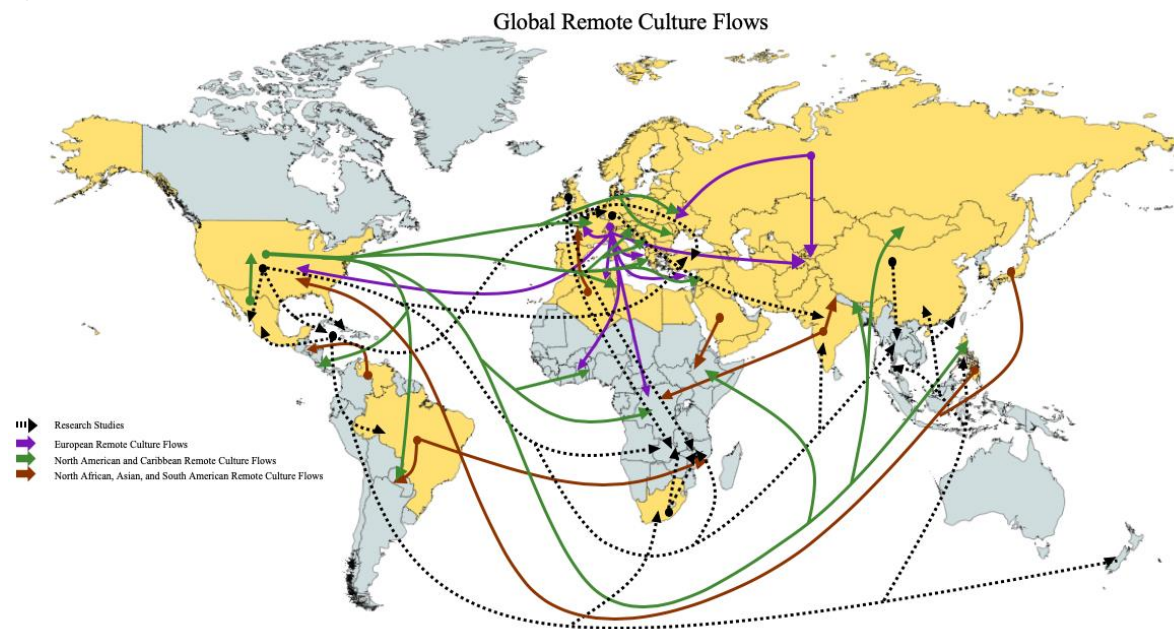 Global Remote Culture Flows
Research Studies
European Remote Culture Flows
North American and Caribbean Remote Culture Flows
North African, Asian, and South American Remote Culture Flows